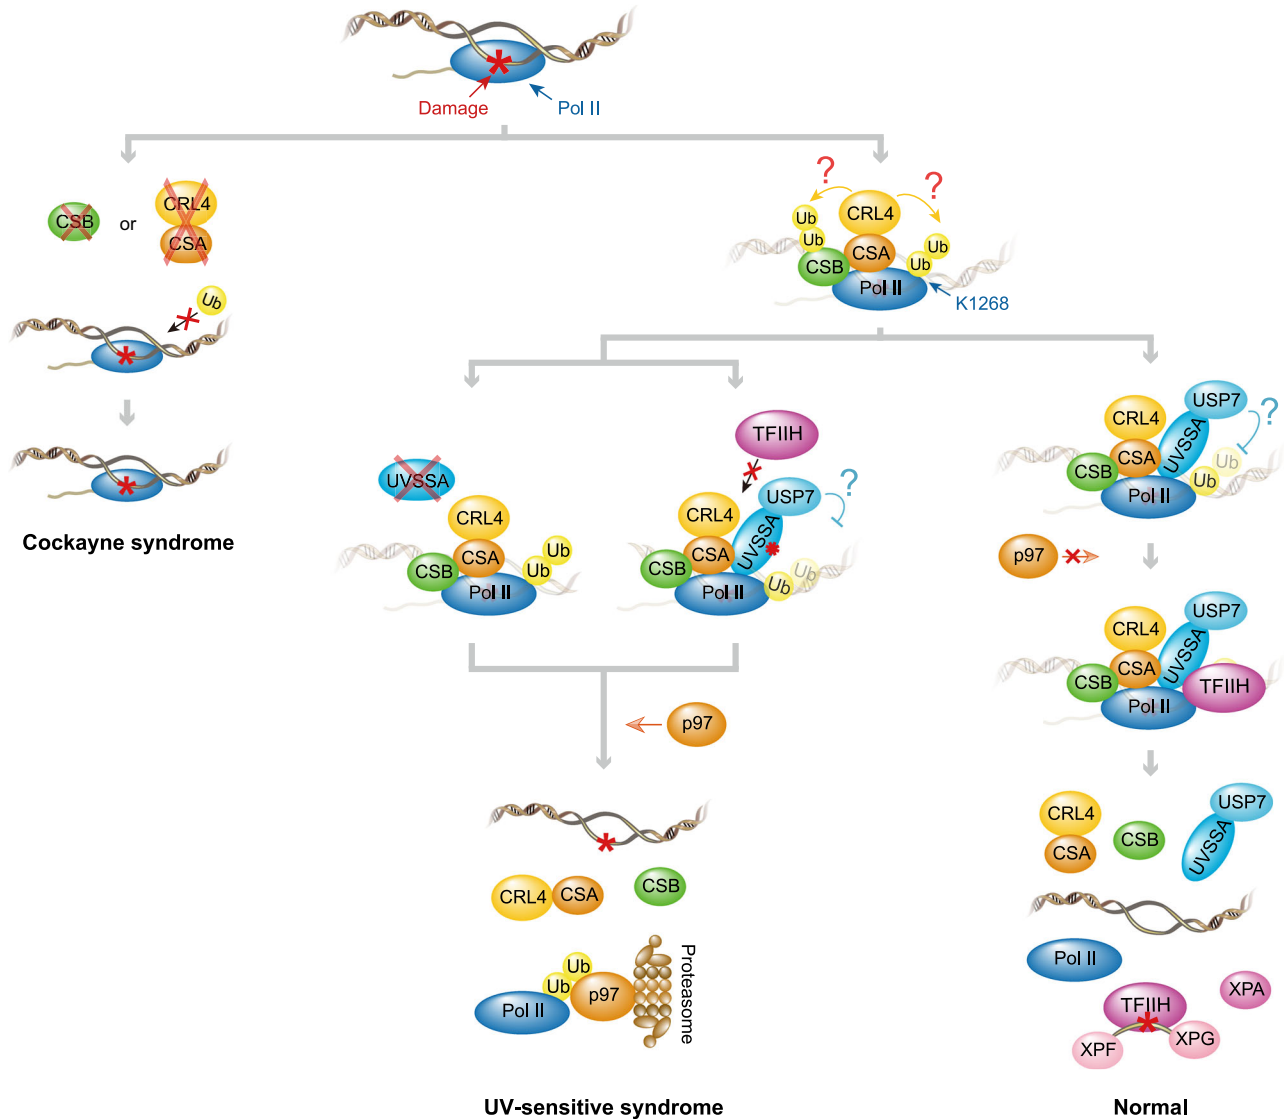 Damage
Pol II
CSB
or
CRL4
CSA
Ub
Cockayne syndrome
?
?
Ub
Ub
CRL4
CSB
CSA
Ub
Ub
Pol II
K1268
UVSSA
CRL4
CSB
CSA
Ub
Ub
Pol II
TFIIH
USP7
?
CRL4
UVSSA
CSB
CSA
Ub
Ub
Pol II
p97
CRL4
CSA
CSB
Ub
Ub
Pol II
p97
Proteasome
UV-sensitive syndrome
USP7
?
CRL4
UVSSA
CSB
CSA
Ub
Ub
Pol II
p97
USP7
CRL4
UVSSA
CSB
CSA
TFIIH
Pol II
CRL4
CSA
CSB
USP7
UVSSA
Pol II
XPA
TFIIH
XPF
XPG
Normal